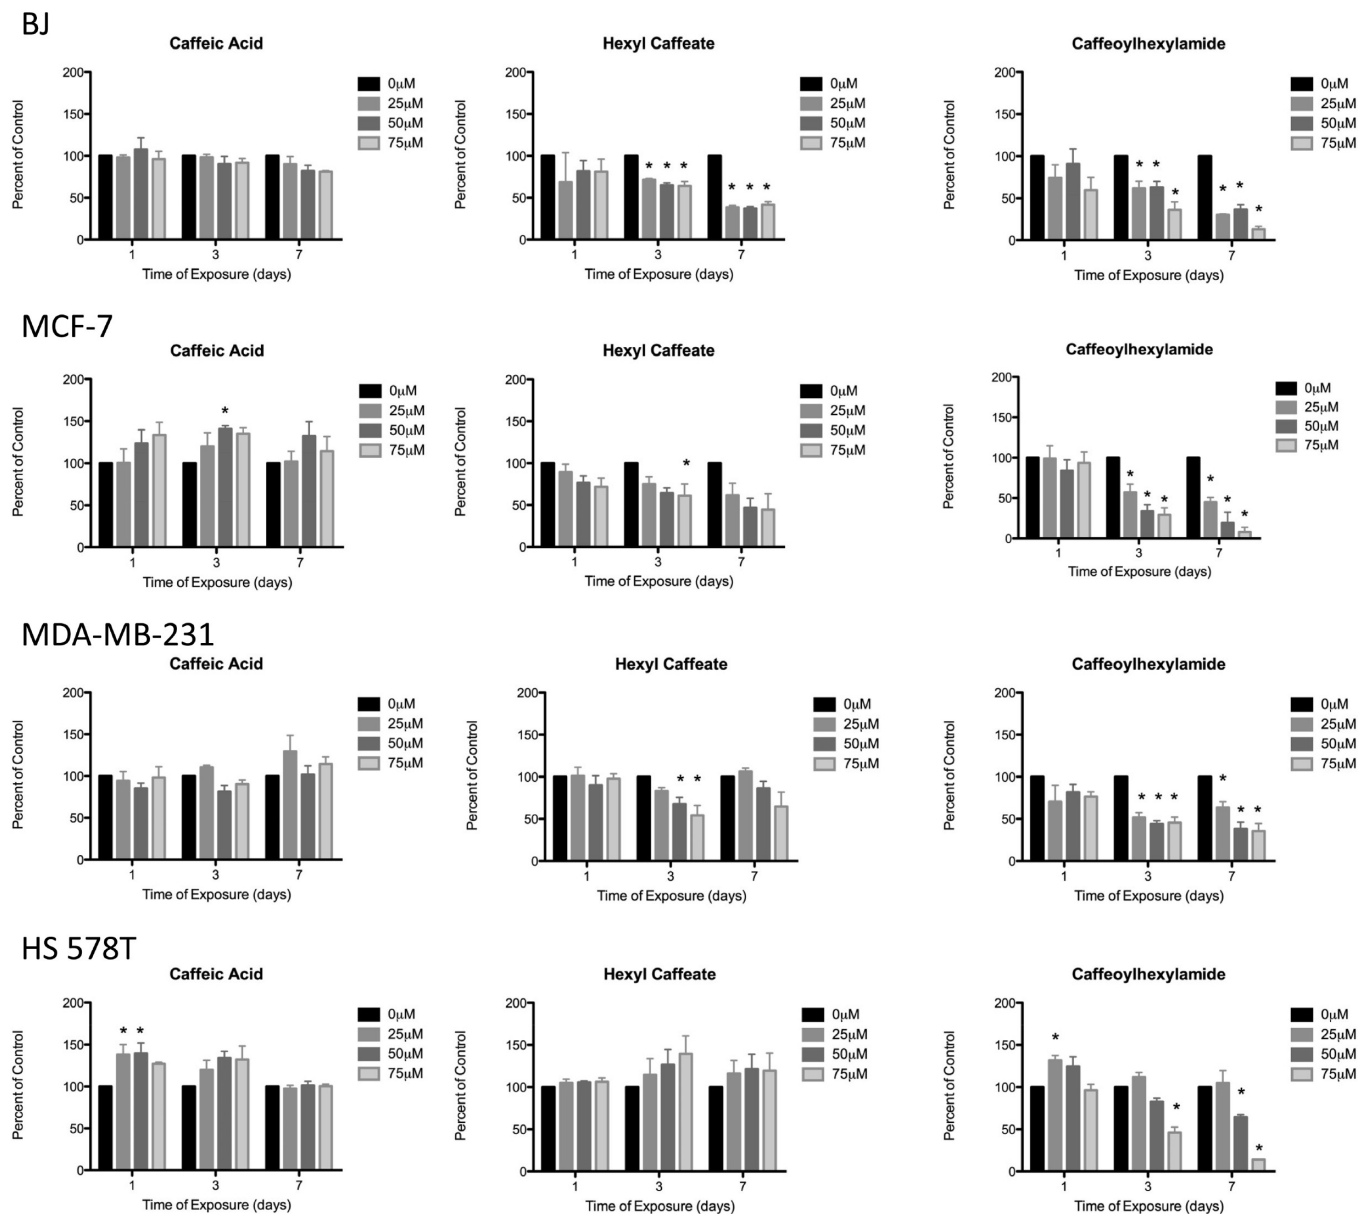 BJ
Caffeic Acid
Percent of Control
200
150
100
50
0
1 3 7
Time of Exposure (days)
0μM
25μM
50μM
75μM
Hexyl Caffeate
Percent of Control
200
150
100
50
0
* * *
* * *
1 3 7
Time of Exposure (days)
0μM
25μM
50μM
75μM
Caffeoylhexylamide
Percent of Control
200
150
100
50
0
* * *
* * *
1 3 7
Time of Exposure (days)
0μM
25μM
50μM
75μM
MCF-7
Caffeic Acid
Percent of Control
200
150
100
50
0
*
1 3 7
Time of Exposure (days)
0μM
25μM
50μM
75μM
Hexyl Caffeate
Percent of Control
200
150
100
50
0
*
1 3 7
Time of Exposure (days)
0μM
25μM
50μM
75μM
Caffeoylhexylamide
Percent of Control
200
150
100
50
0
* * *
* * *
1 3 7
Time of Exposure (days)
0μM
25μM
50μM
75μM
MDA-MB-231
Caffeic Acid
Percent of Control
200
150
100
50
0
1 3 7
Time of Exposure (days)
0μM
25μM
50μM
75μM
Hexyl Caffeate
Percent of Control
200
150
100
50
0
* *
1 3 7
Time of Exposure (days)
0μM
25μM
50μM
75μM
Caffeoylhexylamide
Percent of Control
200
150
100
50
0
* * *
* * *
1 3 7
Time of Exposure (days)
0μM
25μM
50μM
75μM
HS 578T
Caffeic Acid
Percent of Control
200
150
100
50
0
* *
1 3 7
Time of Exposure (days)
0μM
25μM
50μM
75μM
Hexyl Caffeate
Percent of Control
200
150
100
50
0
1 3 7
Time of Exposure (days)
0μM
25μM
50μM
75μM
Caffeoylhexylamide
Percent of Control
200
150
100
50
0
*
*
* *
1 3 7
Time of Exposure (days)
0μM
25μM
50μM
75μM